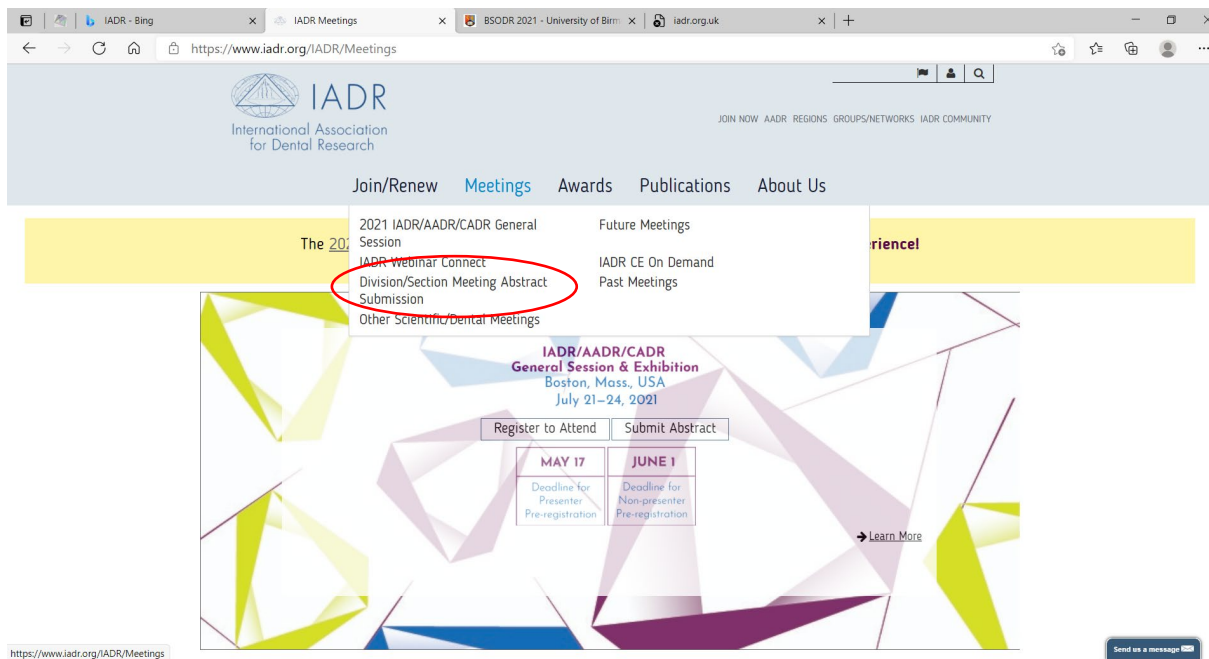 IADR - Bing
IADR Meetings
BSODR 2021 - University of Birm
iadr.org.uk
https://www.iadr.org/IADR/Meetings
IADR
International Association
for Dental Research
JOIN NOW AADR REGIONS GROUPS/NETWORKS IADR COMMUNITY
Join/Renew Meetings Awards Publications About Us
2021 IADR/AADR/CADR General
Session
Future Meetings
The 202
rience!
IADR Webinar Connect
IADR CE On Demand
Division/Section Meeting Abstract
Submission
Past Meetings
Other Scientific/Dental Meetings
IADR/AADR/CADR
General Session & Exhibition
Boston, Mass., USA
July 21–24, 2021
Register to Attend Submit Abstract
MAY 17
Deadline for
Presenter
Pre-registration
JUNE 1
Deadline for
Non-presenter
Pre-registration
Learn More
https://www.iadr.org/IADR/Meetings
Send us a message